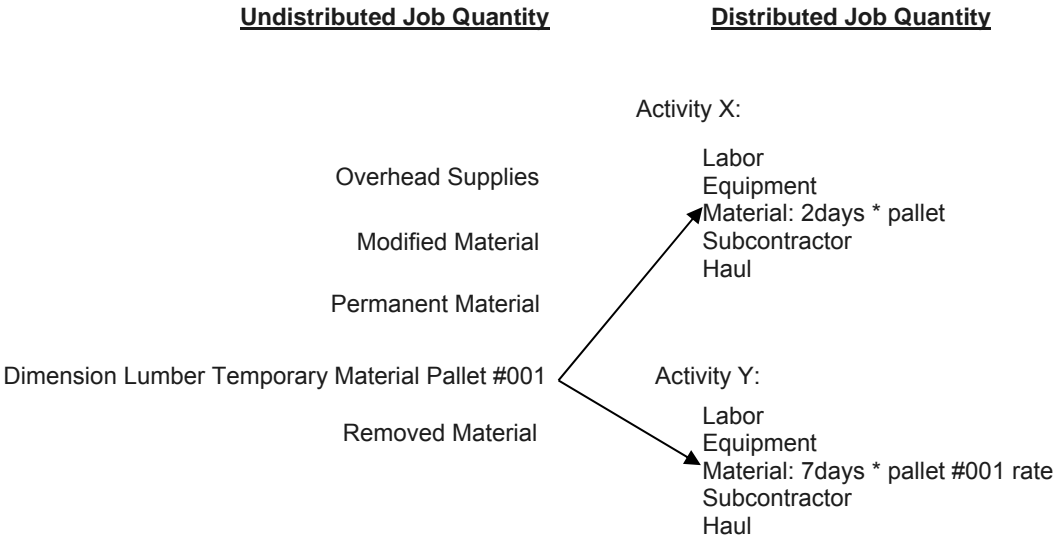 Undistributed Job Quantity
Distributed Job Quantity
Activity X:
Overhead Supplies
Modified Material
Permanent Material
Dimension Lumber Temporary Material Pallet #001
Removed Material
Labor
Equipment
Material: 2days * pallet
Subcontractor
Haul
Activity Y:
Labor
Equipment
Material: 7days * pallet #001 rate
Subcontractor
Haul